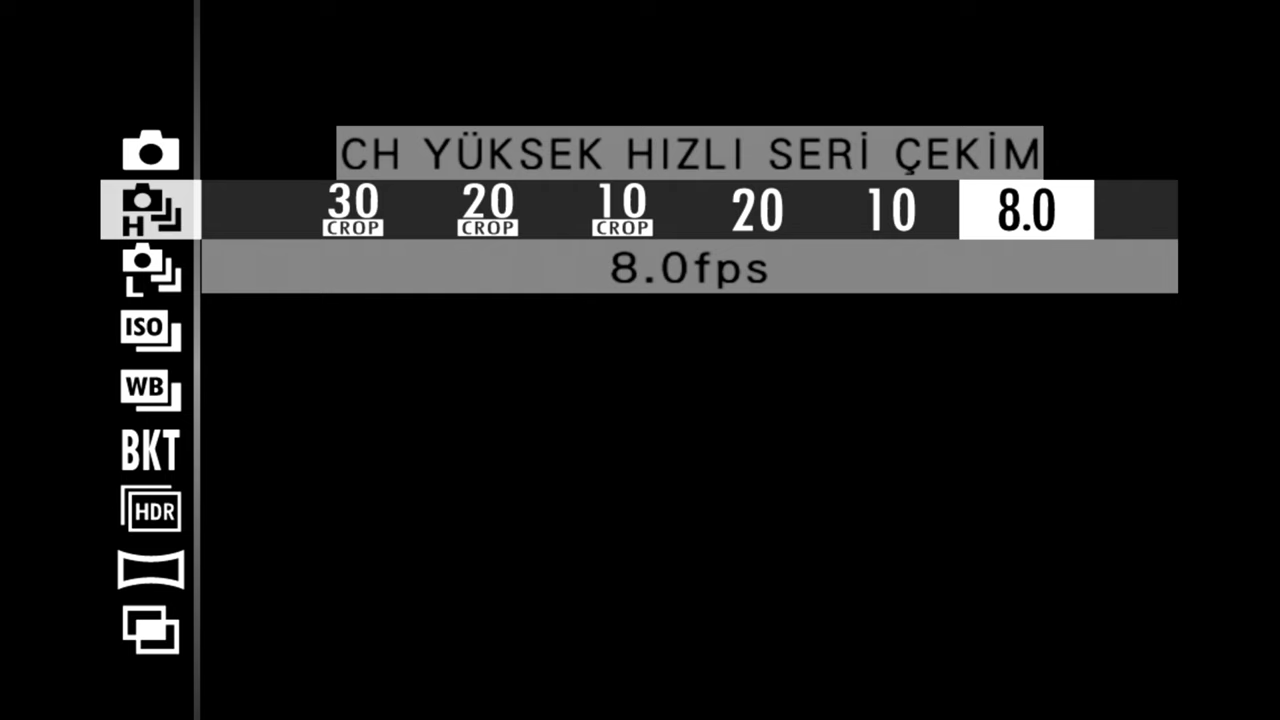 CH YÜKSEK HIZLI SERİ ÇEKİM
30 20 10 20 10 8.0
CROP CROP CROP
H
8.0fps
L
ISO
WB
BKT
HDR